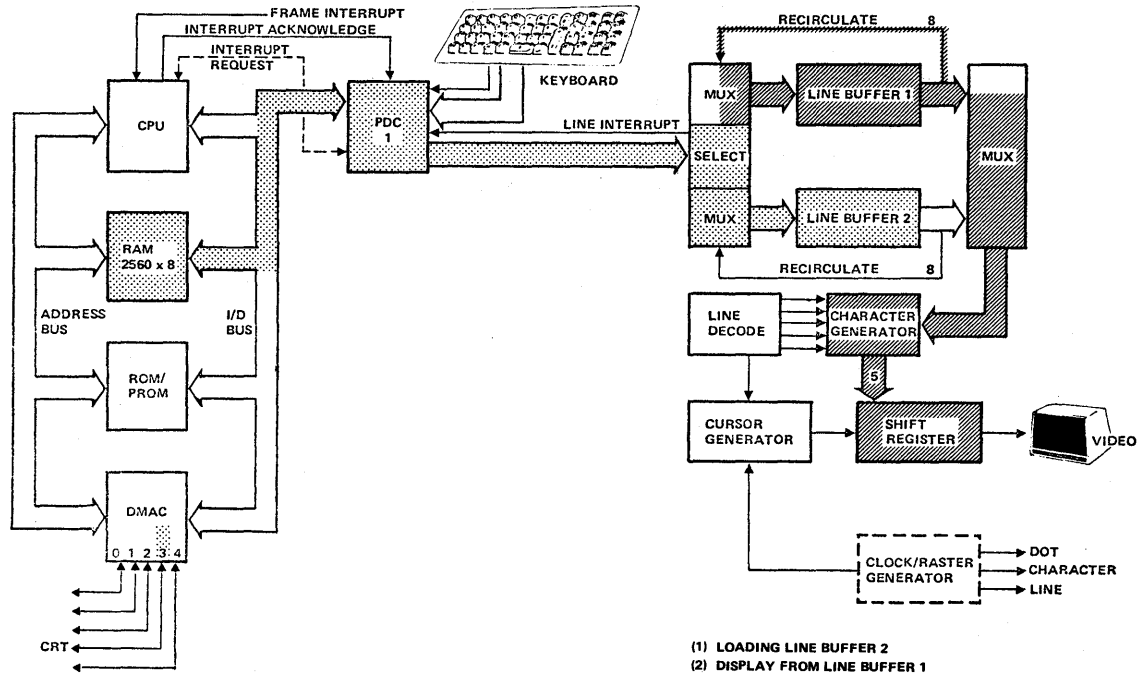 FRAME INTERRUPT
INTERRUPT ACKNOWLEDGE
INTERRUPT
REQUEST
KEYBOARD
RECIRCULATE 8
CPU
PDC
1
LINE INTERRUPT
MUX
LINE BUFFER 1
SELECT
MUX
MUX
LINE BUFFER 2
RECIRCULATE 8
RAM
2560 x 8
ADDRESS
BUS
I/D
BUS
ROM/
PROM
DMAC
0 1 2 3 4
CRT
LINE
DECODE
CHARACTER
GENERATOR
5
CURSOR
GENERATOR
SHIFT
REGISTER
VIDEO
CLOCK/RASTER
GENERATOR
DOT
CHARACTER
LINE
(1) LOADING LINE BUFFER 2
(2) DISPLAY FROM LINE BUFFER 1